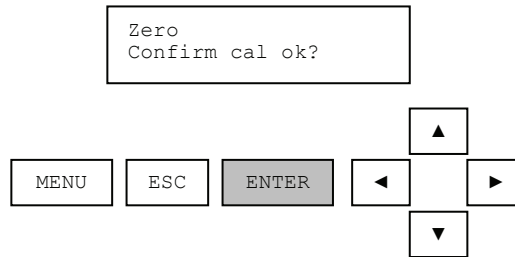 Zero
Confirm cal ok?
▲
MENU ESC ENTER ◄ ►
▼